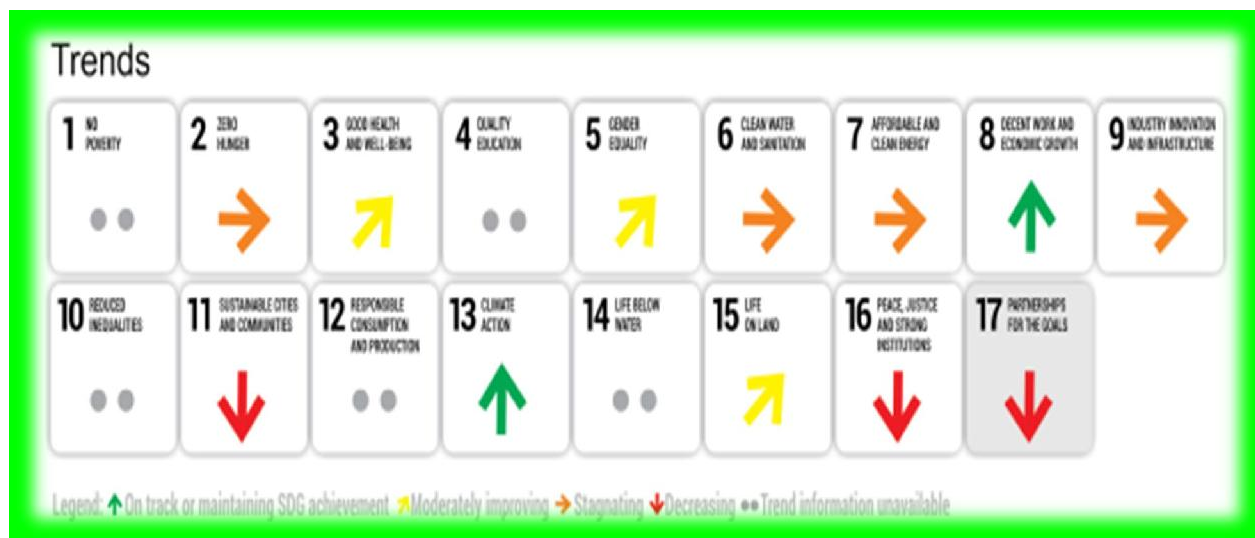 Trends
1 NO
POVERTY
2 ZERO
HUNGER
3 GOOD HEALTH
AND WELL-BEING
4 QUALITY
EDUCATION
5 GENDER
EQUALITY
6 CLEAN WATER
AND SANITATION
7 AFFORDABLE AND
CLEAN ENERGY
8 DECENT WORK AND
ECONOMIC GROWTH
9 INDUSTRY INNOVATION
AND INFRASTRUCTURE
10 REDUCED
INEQUALITIES
11 SUSTAINABLE CITIES
AND COMMUNITIES
12 RESPONSIBLE
CONSUMPTION
AND PRODUCTION
13 CLIMATE
ACTION
14 LIFE BELOW
WATER
15 LIFE
ON LAND
16 PEACE, JUSTICE
AND STRONG
INSTITUTIONS
17 PARTNERSHIPS
FOR THE GOALS
Legend: On track or maintaining SDG achievement Moderately improving Stagnating Decreasing Trend information unavailable